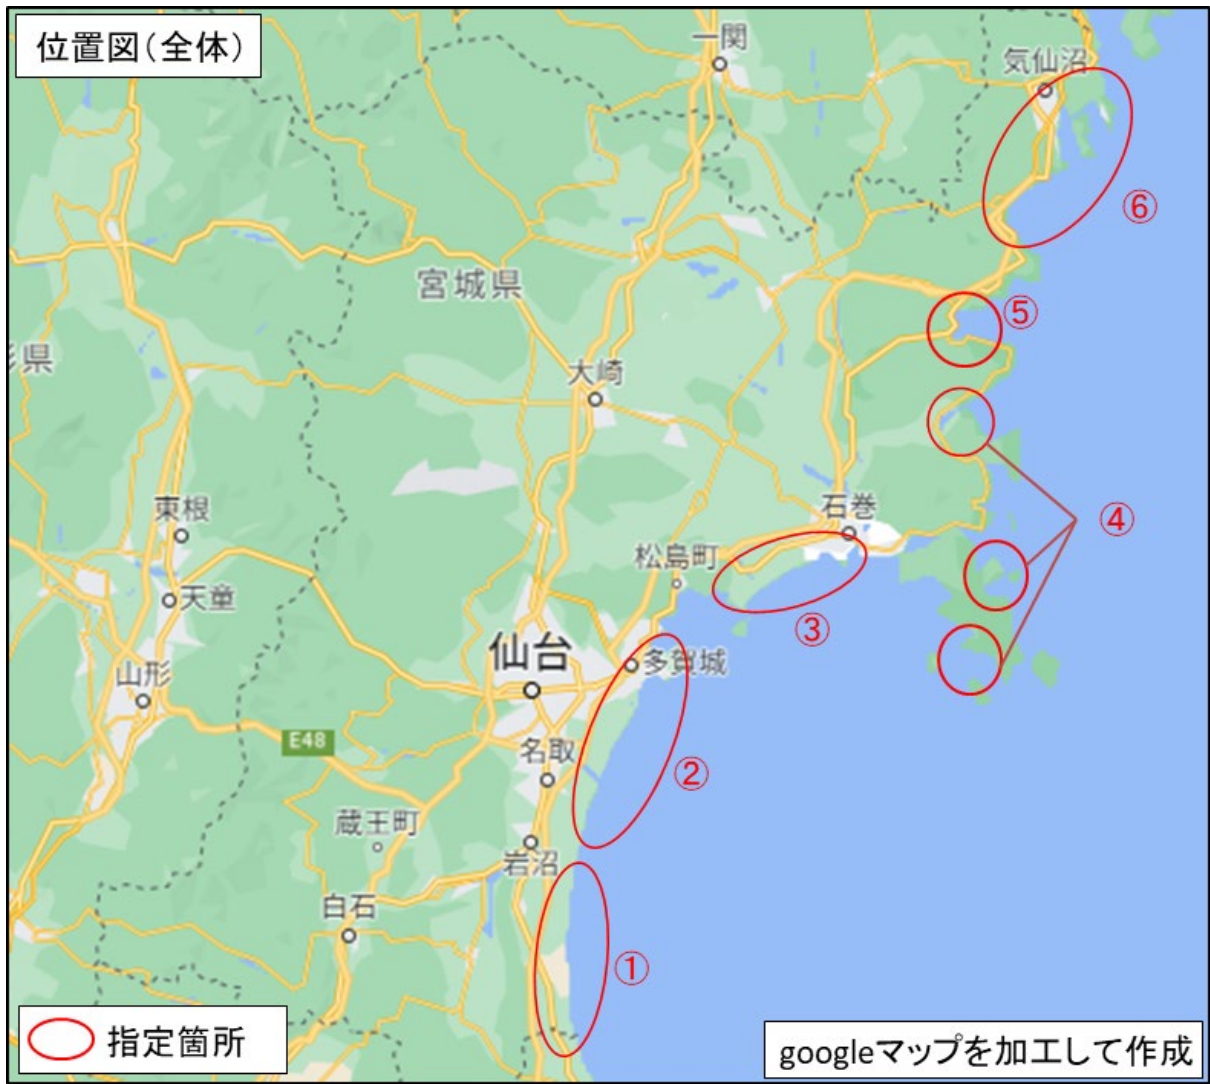 位置図(全体)
一関
気仙沼
⑥
宮城県
県
⑤
大崎
東根
石巻
④
松島町
天童
③
仙台
多賀城
山形
E48
名取
②
蔵王町
岩沼
白石
①
指定箇所
googleマップを加工して作成